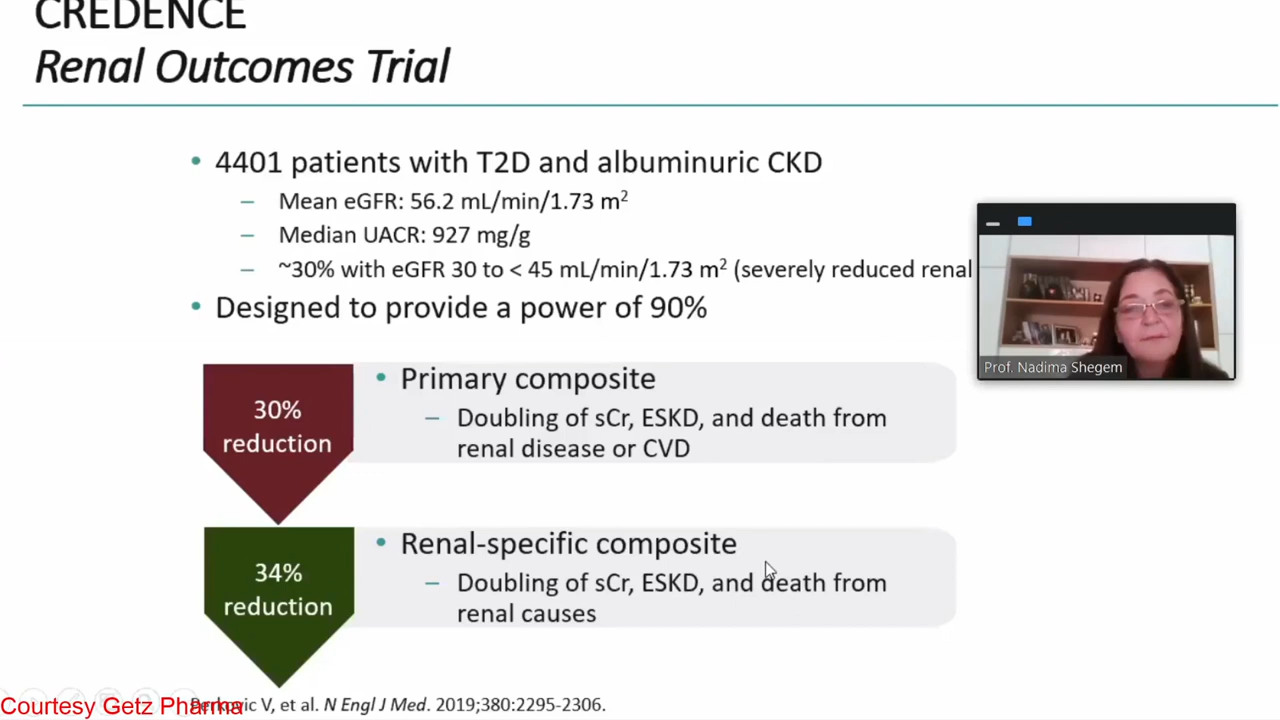 CREDENCE
Renal Outcomes Trial
• 4401 patients with T2D and albuminuric CKD
– Mean eGFR: 56.2 mL/min/1.73 m²
– Median UACR: 927 mg/g
– ~30% with eGFR 30 to < 45 mL/min/1.73 m² (severely reduced renal
• Designed to provide a power of 90%
Prof. Nadima Shegem
30%
reduction
• Primary composite
– Doubling of sCr, ESKD, and death from
renal disease or CVD
34%
reduction
• Renal-specific composite
– Doubling of sCr, ESKD, and death from
renal causes
Courtesy Getz Pharma
V, et al. N Engl J Med. 2019;380:2295-2306.